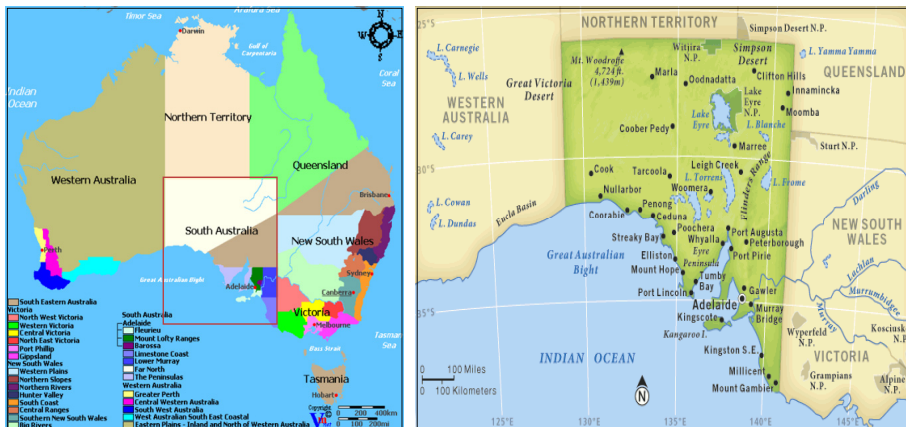 Timor Sea
Arafura Sea
Darwin
Gulf of
Carpentaria
N
W
E
S
Coral
Sea
Indian
Ocean
Northern Territory
Queensland
Western Australia
Brisbane
South Australia
New South Wales
Perth
Great Australian Bight
Adelaide
Sydney
Canberra
Victoria
Melbourne
Tasman
Sea
Bass Strait
Tasmania
Hobart
Copyright
0
400km
0
200mi
South Eastern Australia
Victoria
North West Victoria
Western Victoria
Central Victoria
North East Victoria
Port Phillip
Gippsland
New South Wales
Western Plains
Northern Slopes
Northern Rivers
Hunter Valley
South Coast
Central Ranges
Southern New South Wales
Big Rivers
South Australia
Adelaide
Fleurieu
Mount Lofty Ranges
Barossa
Limestone Coast
Lower Murray
Far North
The Peninsulas
Western Australia
Greater Perth
Central Western Australia
South West Australia
West Australian South East Coastal
Eastern Plains - Inland and North of Western Australia
25°S
NORTHERN TERRITORY
Simpson Desert N.P.
L. Carnegie
L. Wells
Mt. Woodroffe
4,724 ft.
(1,439m)
Witjira
N.P.
Simpson
Desert
L. Yamma Yamma
Great Victoria
Desert
Marla
Oodnadatta
Clifton Hills
QUEENSLAND
Innamincka
WESTERN
AUSTRALIA
Lake
Eyre
N.P.
Lake
Eyre
Moomba
L. Carey
Coober Pedy
L. Blanche
Marree
Sturt N.P.
30°S
Cook
Tarcoola
Leigh Creek
L. Torrens
Woomera
Flinders Range
L. Frome
L. Cowan
L. Dundas
Nullarbor
Eucla Basin
Penong
Coorabie
Ceduna
Darling
Poochera
Port Augusta
NEW SOUTH
WALES
Streaky Bay
Whyalla
Peterborough
Great Australian
Bight
Elliston
Eyre
Peninsula
Port Pirie
Mount Hope
Tumby
Bay
Lachlan
Murrumbidgee
Port Lincoln
Gawler
Adelaide
35°S
Murray
Bridge
Murray
Kingscote
Kangaroo I.
Wyperfeld
N.P.
Kosciusk
N.P.
INDIAN OCEAN
Kingston S.E.
VICTORIA
0
100 Miles
0
100 Kilometers
Millicent
Grampians
N.P.
Alpine
N.P.
N
Mount Gambier
125°E
130°E
135°E
140°E
145°E